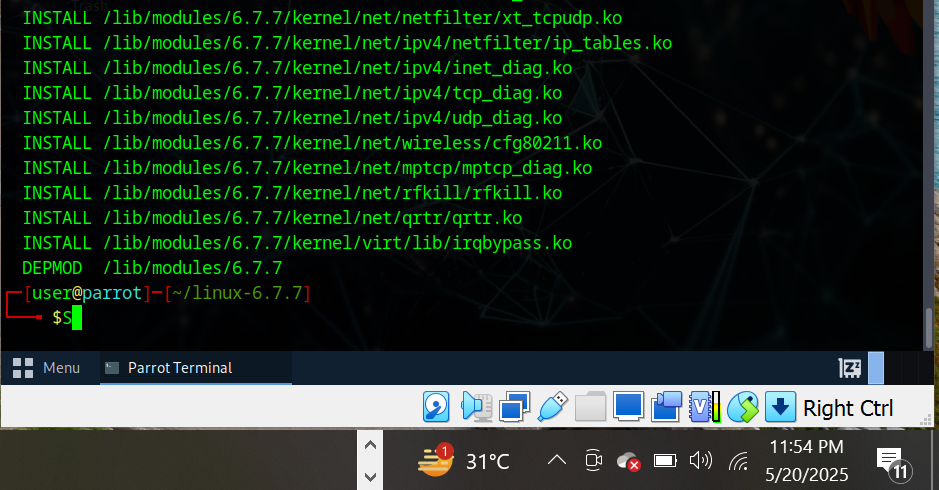 INSTALL /lib/modules/6.7.7/kernel/net/netfilter/xt_tcpudp.ko
INSTALL /lib/modules/6.7.7/kernel/net/ipv4/netfilter/ip_tables.ko
INSTALL /lib/modules/6.7.7/kernel/net/ipv4/inet_diag.ko
INSTALL /lib/modules/6.7.7/kernel/net/ipv4/tcp_diag.ko
INSTALL /lib/modules/6.7.7/kernel/net/ipv4/udp_diag.ko
INSTALL /lib/modules/6.7.7/kernel/net/wireless/cfg80211.ko
INSTALL /lib/modules/6.7.7/kernel/net/mptcp/mptcp_diag.ko
INSTALL /lib/modules/6.7.7/kernel/net/rfkill/rfkill.ko
INSTALL /lib/modules/6.7.7/kernel/net/qrtr/qrtr.ko
INSTALL /lib/modules/6.7.7/kernel/virt/lib/irqbypass.ko
DEPMOD /lib/modules/6.7.7
[user@parrot]─[~/linux-6.7.7]
$S
Menu Parrot Terminal
Right Ctrl
1 31°C 11:54 PM
5/20/2025 11